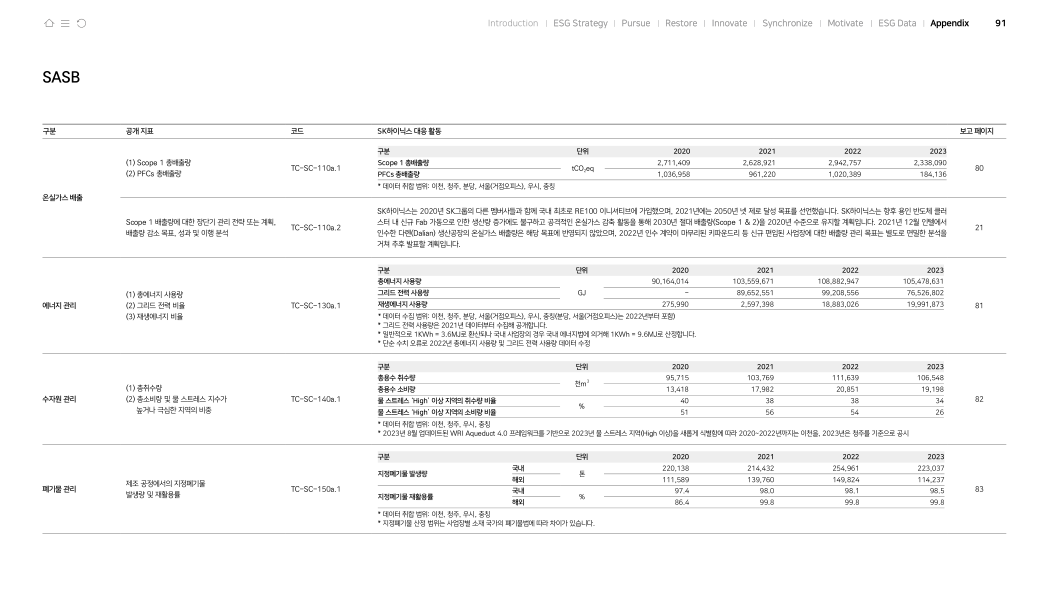 Introduction | ESG Strategy | Pursue | Restore | Innovate | Synchronize | Motivate | ESG Data | Appendix 91
SASB
구분 공개 지표 코드 SK하이닉스 대응 활동 보고 페이지
온실가스 배출
(1) Scope 1 총배출량
(2) PFCs 총배출량
TC-SC-110a.1
구분 단위 2020 2021 2022 2023
Scope 1 총배출량 tCO₂eq 2,711,409 2,628,921 2,942,757 2,338,090
PFCs 총배출량 1,036,958 961,220 1,020,389 184,136
* 데이터 취합 범위: 이천, 청주, 분당, 서울(거점오피스), 우시, 충칭
80
Scope 1 배출량에 대한 장단기 관리 전략 또는 계획,
배출량 감소 목표, 성과 및 이행 분석
TC-SC-110a.2
SK하이닉스는 2020년 SK그룹의 다른 멤버사들과 함께 국내 최초로 RE100 이니셔티브에 가입했으며, 2021년에는 2050년 넷 제로 달성 목표를 선언했습니다. SK하이닉스는 향후 용인 반도체 클러
스터 내 신규 Fab 가동으로 인한 생산량 증가에도 불구하고 공격적인 온실가스 감축 활동을 통해 2030년 절대 배출량(Scope 1 & 2)을 2020년 수준으로 유지할 계획입니다. 2021년 12월 인텔에서
인수한 다롄(Dalian) 생산공장의 온실가스 배출량은 해당 목표에 반영되지 않았으며, 2022년 인수 계약이 마무리된 키파운드리 등 신규 편입된 사업장에 대한 배출량 관리 목표는 별도로 면밀한 분석을
거쳐 추후 발표할 계획입니다.
21
에너지 관리
(1) 총에너지 사용량
(2) 그리드 전력 비율
(3) 재생에너지 비율
TC-SC-130a.1
구분 단위 2020 2021 2022 2023
총에너지 사용량 90,164,014 103,559,671 108,882,947 105,478,631
그리드 전력 사용량 GJ – 89,652,551 99,208,556 76,526,802
재생에너지 사용량 275,990 2,597,398 18,883,026 19,991,873
* 데이터 수집 범위: 이천, 청주, 분당, 서울(거점오피스), 우시, 충칭(분당, 서울(거점오피스)는 2022년부터 포함)
* 그리드 전력 사용량은 2021년 데이터부터 수집해 공개합니다.
* 일반적으로 1KWh = 3.6MJ로 환산되나 국내 사업장의 경우 국내 에너지법에 의거해 1KWh = 9.6MJ로 산정합니다.
* 단순 수치 오류로 2022년 총에너지 사용량 및 그리드 전력 사용량 데이터 수정
81
수자원 관리
(1) 총취수량
(2) 총소비량 및 물 스트레스 지수가
높거나 극심한 지역의 비중
TC-SC-140a.1
구분 단위 2020 2021 2022 2023
총용수 취수량 천m³ 95,715 103,769 111,639 106,548
총용수 소비량 13,418 17,982 20,851 19,198
물 스트레스 'High' 이상 지역의 취수량 비율 % 40 38 38 34
물 스트레스 'High' 이상 지역의 소비량 비율 51 56 54 26
* 데이터 취합 범위: 이천, 청주, 우시, 충칭
* 2023년 8월 업데이트된 WRI Aqueduct 4.0 프레임워크를 기반으로 2023년 물 스트레스 지역(High 이상)을 새롭게 식별함에 따라 2020~2022년까지는 이천을, 2023년은 청주를 기준으로 공시
82
폐기물 관리
제조 공정에서의 지정폐기물
발생량 및 재활용률
TC-SC-150a.1
구분 단위 2020 2021 2022 2023
지정폐기물 발생량 국내 톤 220,138 214,432 254,961 223,037
해외 111,589 139,760 149,824 114,237
지정폐기물 재활용률 국내 % 97.4 98.0 98.1 98.5
해외 86.4 99.8 99.8 99.8
* 데이터 취합 범위: 이천, 청주, 우시, 충칭
* 지정폐기물 산정 범위는 사업장별 소재 국가의 폐기물법에 따라 차이가 있습니다.
83